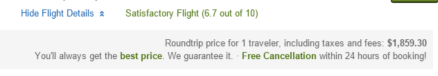 Hide Flight Details Satisfactory Flight (6.7 out of 10)
Roundtrip price for 1 traveler, including taxes and fees: $1,859.30
You'll always get the best price. We guarantee it. · Free Cancellation within 24 hours of booking!